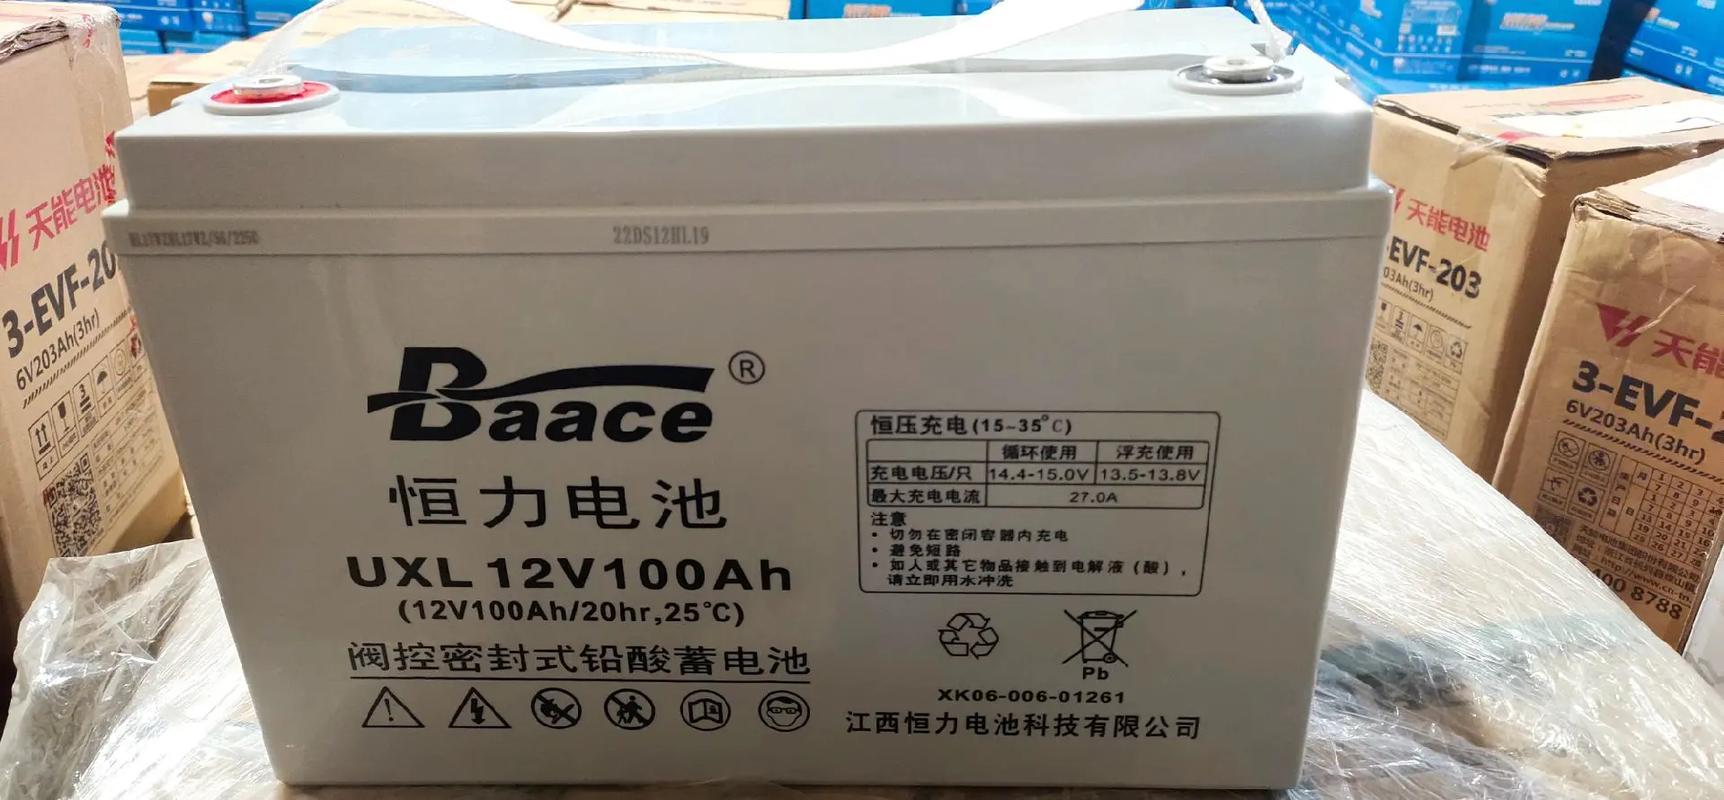 22DS12HL19
Baace®
恒力电池
UXL 12V100Ah
(12V100Ah/20hr,25℃)
阀控密封式铅酸蓄电池
恒压充电(15~35℃)
循环使用 浮充使用
充电电压/只 14.4-15.0V 13.5-13.8V
最大充电电流 27.0A
注意
• 切勿在密闭容器内充电
• 避免短路
• 如人或其它物品接触到电解液（酸），
请立即用水冲洗
Pb
XK06-006-01261
江西恒力电池科技有限公司
天能电池
3-EVF-20
6V203Ah(3hr)
天能电池
EVF-203
03Ah(3hr)
天能
3-EVF-2
6V203Ah(3hr)
400 8788